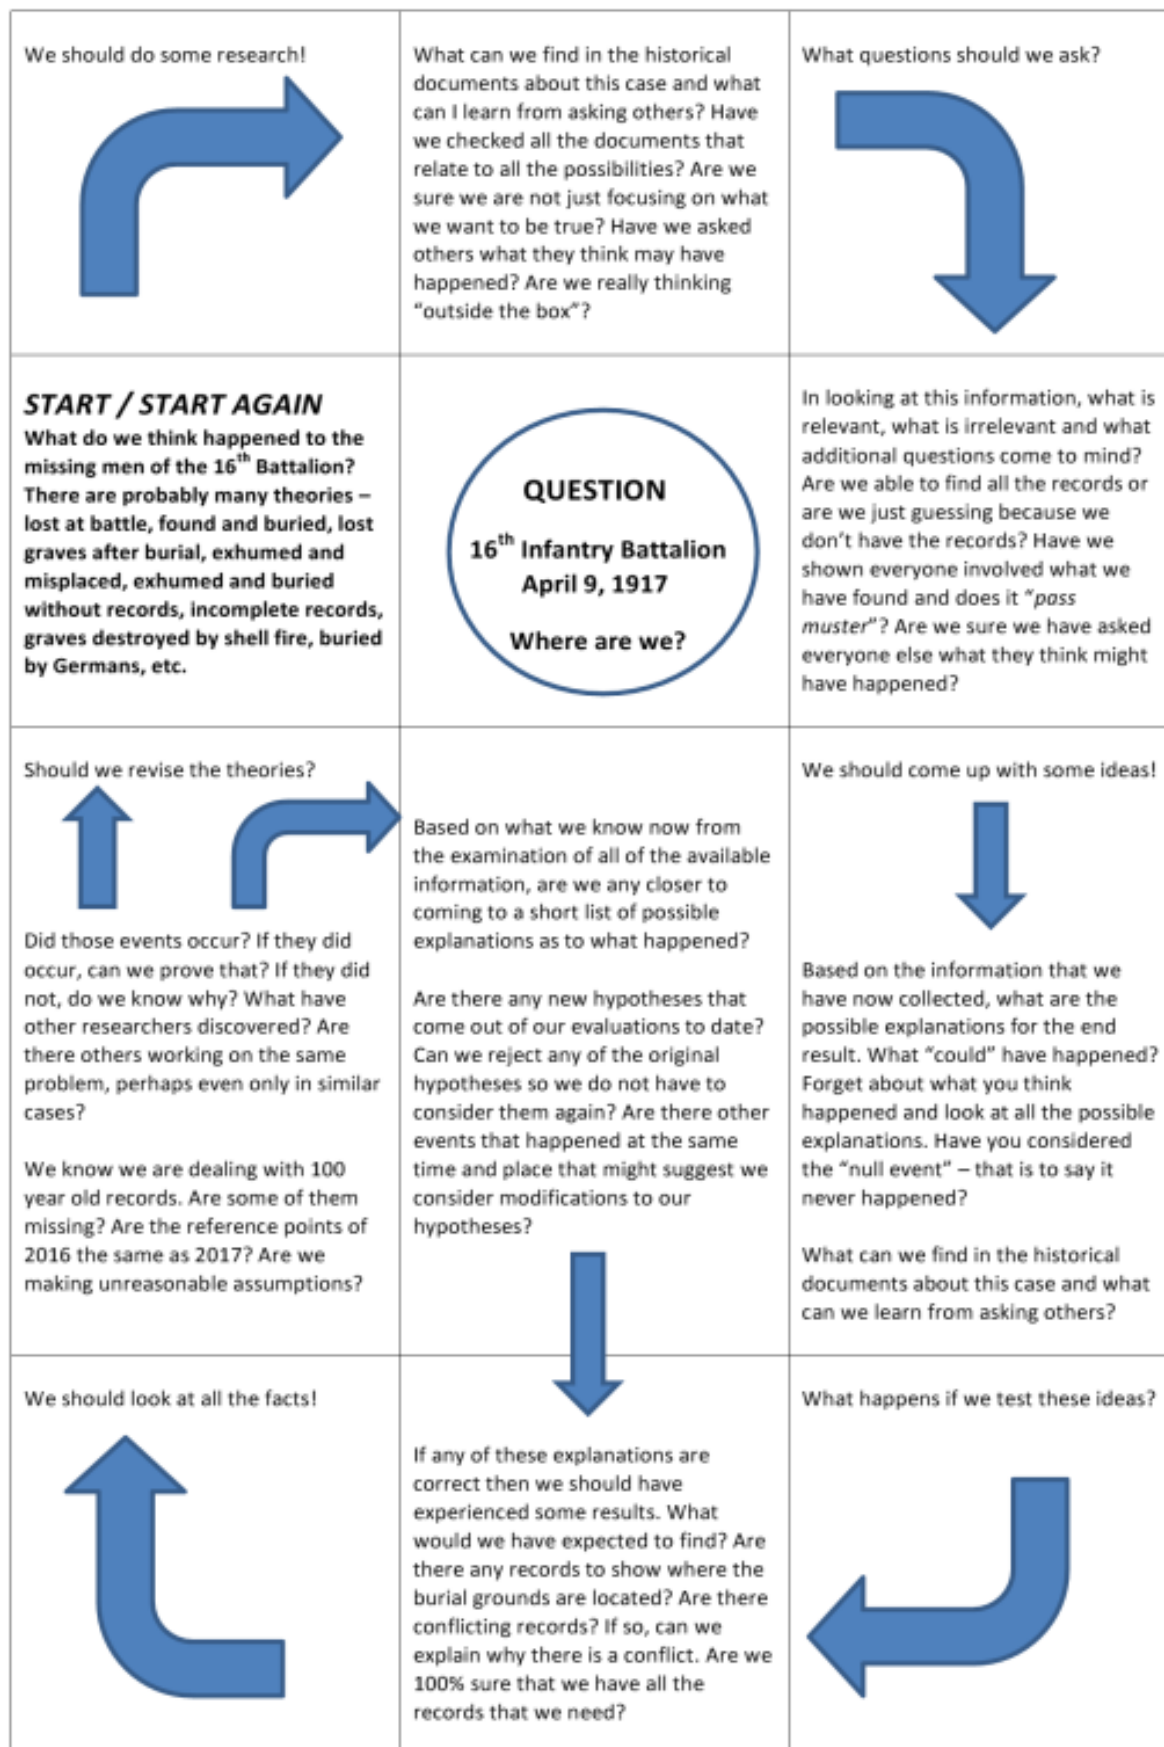 We should do some research!
What can we find in the historical
documents about this case and what
can I learn from asking others? Have
we checked all the documents that
relate to all the possibilities? Are we
sure we are not just focusing on what
we want to be true? Have we asked
others what they think may have
happened? Are we really thinking
“outside the box”?
What questions should we ask?
START / START AGAIN
What do we think happened to the
missing men of the 16th Battalion?
There are probably many theories –
lost at battle, found and buried, lost
graves after burial, exhumed and
misplaced, exhumed and buried
without records, incomplete records,
graves destroyed by shell fire, buried
by Germans, etc.
QUESTION
16th Infantry Battalion
April 9, 1917
Where are we?
In looking at this information, what is
relevant, what is irrelevant and what
additional questions come to mind?
Are we able to find all the records or
are we just guessing because we
don’t have the records? Have we
shown everyone involved what we
have found and does it “pass
muster”? Are we sure we have asked
everyone else what they think might
have happened?
Should we revise the theories?
Did those events occur? If they did
occur, can we prove that? If they did
not, do we know why? What have
other researchers discovered? Are
there others working on the same
problem, perhaps even only in similar
cases?
We know we are dealing with 100
year old records. Are some of them
missing? Are the reference points of
2016 the same as 2017? Are we
making unreasonable assumptions?
Based on what we know now from
the examination of all of the available
information, are we any closer to
coming to a short list of possible
explanations as to what happened?
Are there any new hypotheses that
come out of our evaluations to date?
Can we reject any of the original
hypotheses so we do not have to
consider them again? Are there other
events that happened at the same
time and place that might suggest we
consider modifications to our
hypotheses?
We should come up with some ideas!
Based on the information that we
have now collected, what are the
possible explanations for the end
result. What “could” have happened?
Forget about what you think
happened and look at all the possible
explanations. Have you considered
the “null event” – that is to say it
never happened?
What can we find in the historical
documents about this case and what
can we learn from asking others?
We should look at all the facts!
If any of these explanations are
correct then we should have
experienced some results. What
would we have expected to find? Are
there any records to show where the
burial grounds are located? Are there
conflicting records? If so, can we
explain why there is a conflict. Are we
100% sure that we have all the
records that we need?
What happens if we test these ideas?